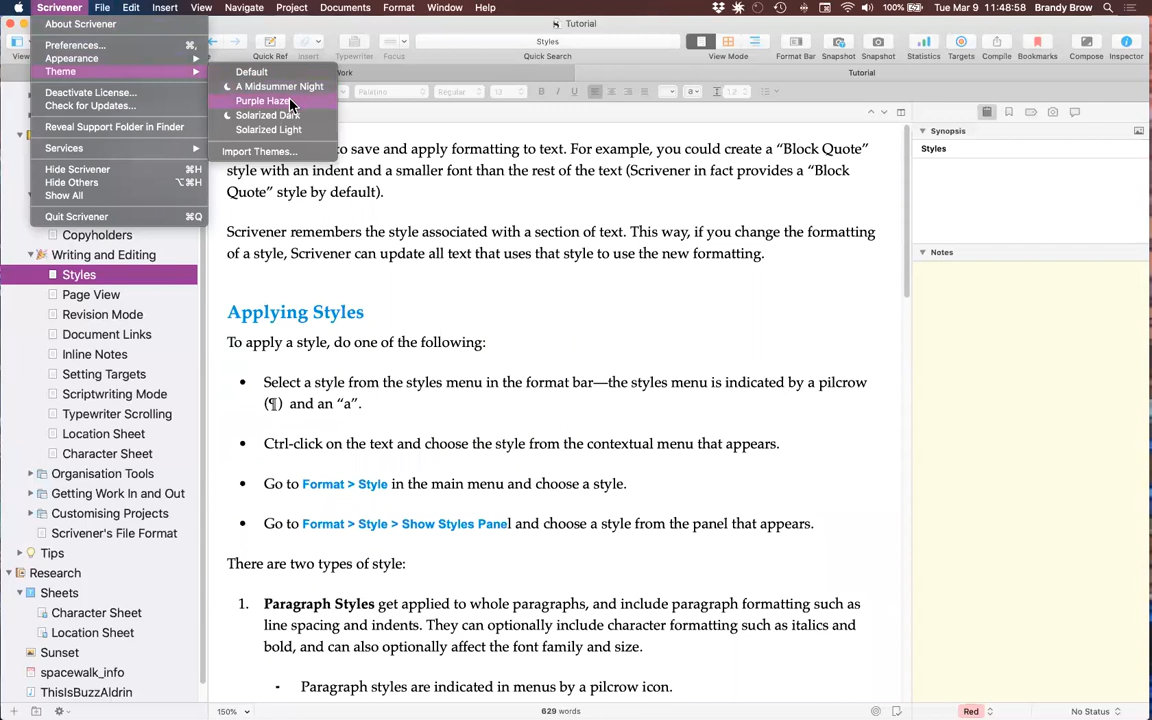 Scrivener File Edit Insert View Navigate Project Documents Format Window Help 100% Tue Mar 9 11:48:58 Brandy Brow
Tutorial
About Scrivener
Preferences... ⌘,
Appearance
Theme
Deactivate License...
Check for Updates...
Reveal Support Folder in Finder
Services
Hide Scrivener ⌘H
Hide Others ⌥⌘H
Show All
Quit Scrivener ⌘Q
Default
A Midsummer Night
Purple Haze
Solarized Dark
Solarized Light
Import Themes...
Styles
View Quick Ref Insert Typewriter Focus Quick Search View Mode Format Bar Snapshot Snapshot Statistics Targets Compile Bookmarks Compose Inspector
Tutorial
Palatino Regular 13 B I U a 1.2
Copyholders
Writing and Editing
Styles
Page View
Revision Mode
Document Links
Inline Notes
Setting Targets
Scriptwriting Mode
Typewriter Scrolling
Location Sheet
Character Sheet
Organisation Tools
Getting Work In and Out
Customising Projects
Scrivener's File Format
Tips
Research
Sheets
Character Sheet
Location Sheet
Sunset
spacewalk_info
ThisIsBuzzAldrin
to save and apply formatting to text. For example, you could create a “Block Quote”
style with an indent and a smaller font than the rest of the text (Scrivener in fact provides a “Block
Quote” style by default).
Scrivener remembers the style associated with a section of text. This way, if you change the formatting
of a style, Scrivener can update all text that uses that style to use the new formatting.
Applying Styles
To apply a style, do one of the following:
• Select a style from the styles menu in the format bar—the styles menu is indicated by a pilcrow
(¶) and an “a”.
• Ctrl-click on the text and choose the style from the contextual menu that appears.
• Go to Format > Style in the main menu and choose a style.
• Go to Format > Style > Show Styles Panel and choose a style from the panel that appears.
There are two types of style:
1. Paragraph Styles get applied to whole paragraphs, and include paragraph formatting such as
line spacing and indents. They can optionally include character formatting such as italics and
bold, and can also optionally affect the font family and size.
- Paragraph styles are indicated in menus by a pilcrow icon.
Synopsis
Styles
Notes
150% 629 words Red No Status